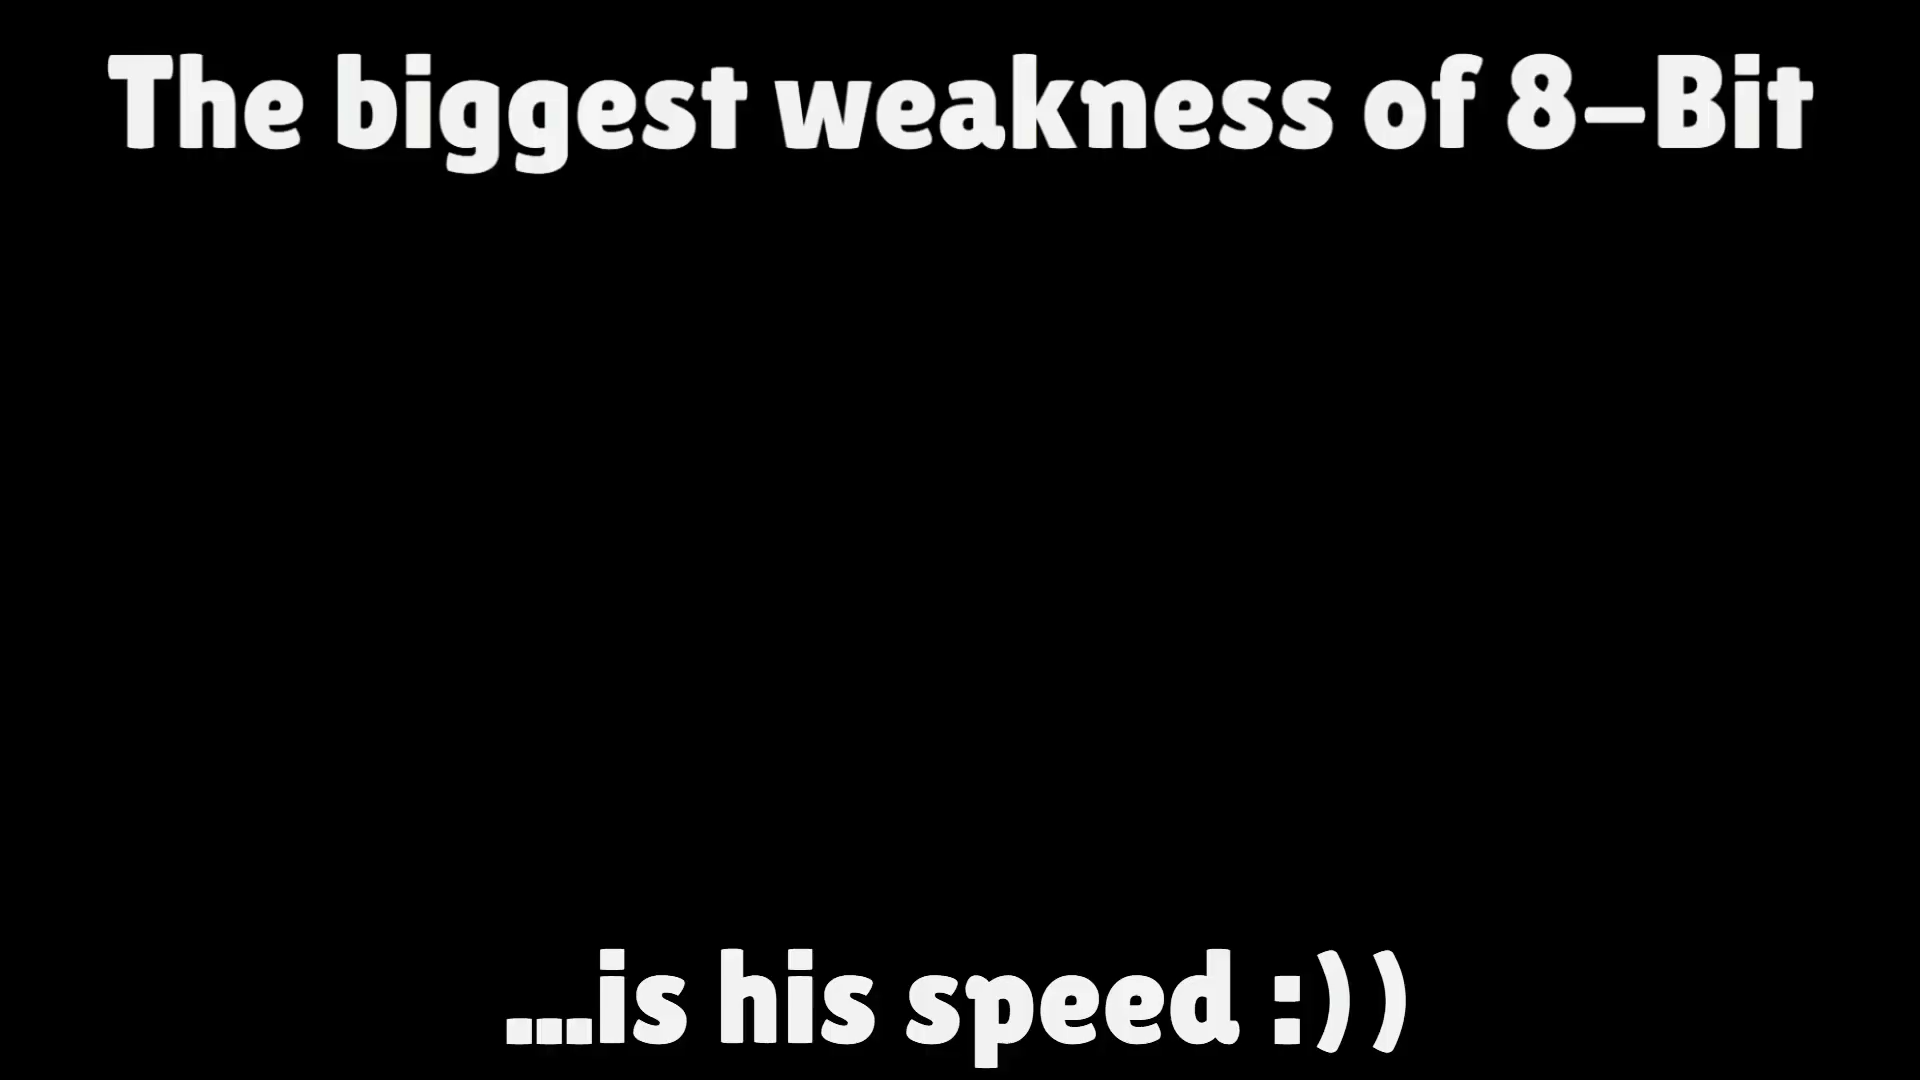 The biggest weakness of 8-Bit
...is his speed :))